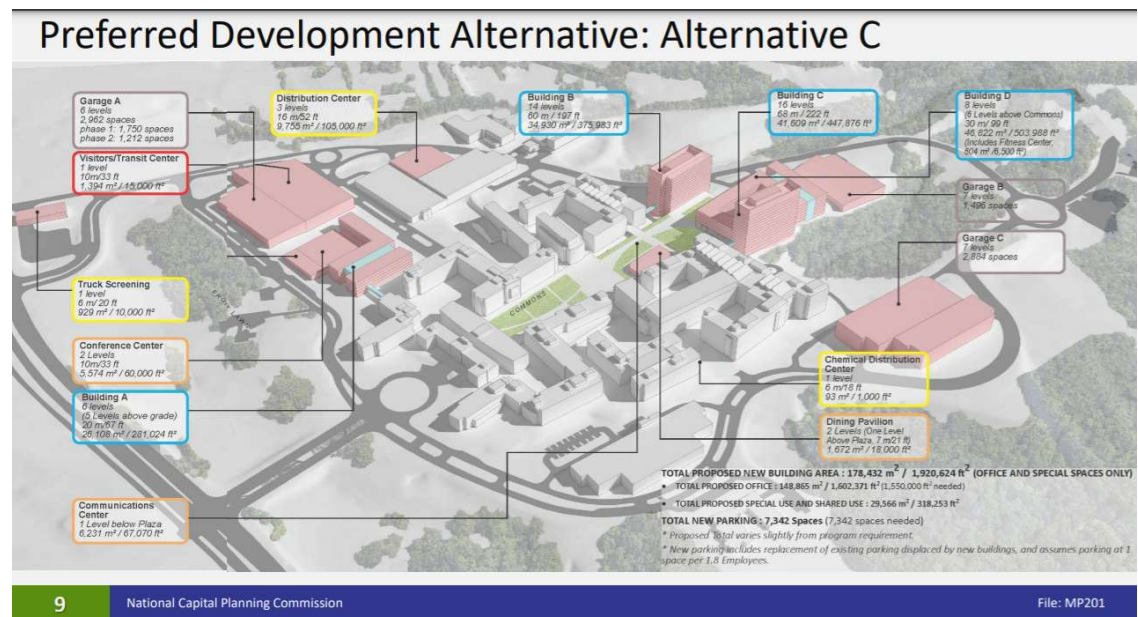 Preferred Development Alternative: Alternative C
Garage A
6 levels
2,962 spaces
phase 1: 1,750 spaces
phase 2: 1,212 spaces
Distribution Center
3 levels
16 m/52 ft
9,755 m² / 105,000 ft²
Building B
14 levels
60 m / 197 ft
34,930 m² / 375,983 ft²
Building C
16 levels
68 m / 222 ft
41,609 m² / 447,876 ft²
Building D
8 levels
(6 Levels above Commons)
30 m/ 99 ft
46,822 m² / 503,988 ft²
(Includes Fitness Center,
604 m² /6,500 ft²)
Visitors/Transit Center
1 level
10m/33 ft
1,394 m² / 15,000 ft²
Garage B
7 levels
1,496 spaces
Garage C
7 levels
2,884 spaces
Truck Screening
1 level
6 m/ 20 ft
929 m² / 10,000 ft²
COMMONS
Conference Center
2 Levels
10m/33 ft
5,574 m² / 60,000 ft²
Chemical Distribution
Center
1 level
6 m/18 ft
93 m² / 1,000 ft²
Building A
6 levels
(5 Levels above grade)
20 m/67 ft
26,108 m² / 281,024 ft²
Dining Pavilion
2 Levels (One Level
Above Plaza, 7 m/21 ft)
1,672 m² / 18,000 ft²
Communications
Center
1 Level below Plaza
6,231 m² / 67,070 ft²
TOTAL PROPOSED NEW BUILDING AREA : 178,432 m² / 1,920,624 ft² (OFFICE AND SPECIAL SPACES ONLY)
• TOTAL PROPOSED OFFICE : 148,865 m² / 1,602,371 ft² (1,550,000 ft² needed)
• TOTAL PROPOSED SPECIAL USE AND SHARED USE : 29,566 m² / 318,253 ft²
TOTAL NEW PARKING : 7,342 Spaces (7,342 spaces needed)
* Proposed Total varies slightly from program requirement.
* New parking includes replacement of existing parking displaced by new buildings, and assumes parking at 1
space per 1.8 Employees.
9
National Capital Planning Commission
File: MP201